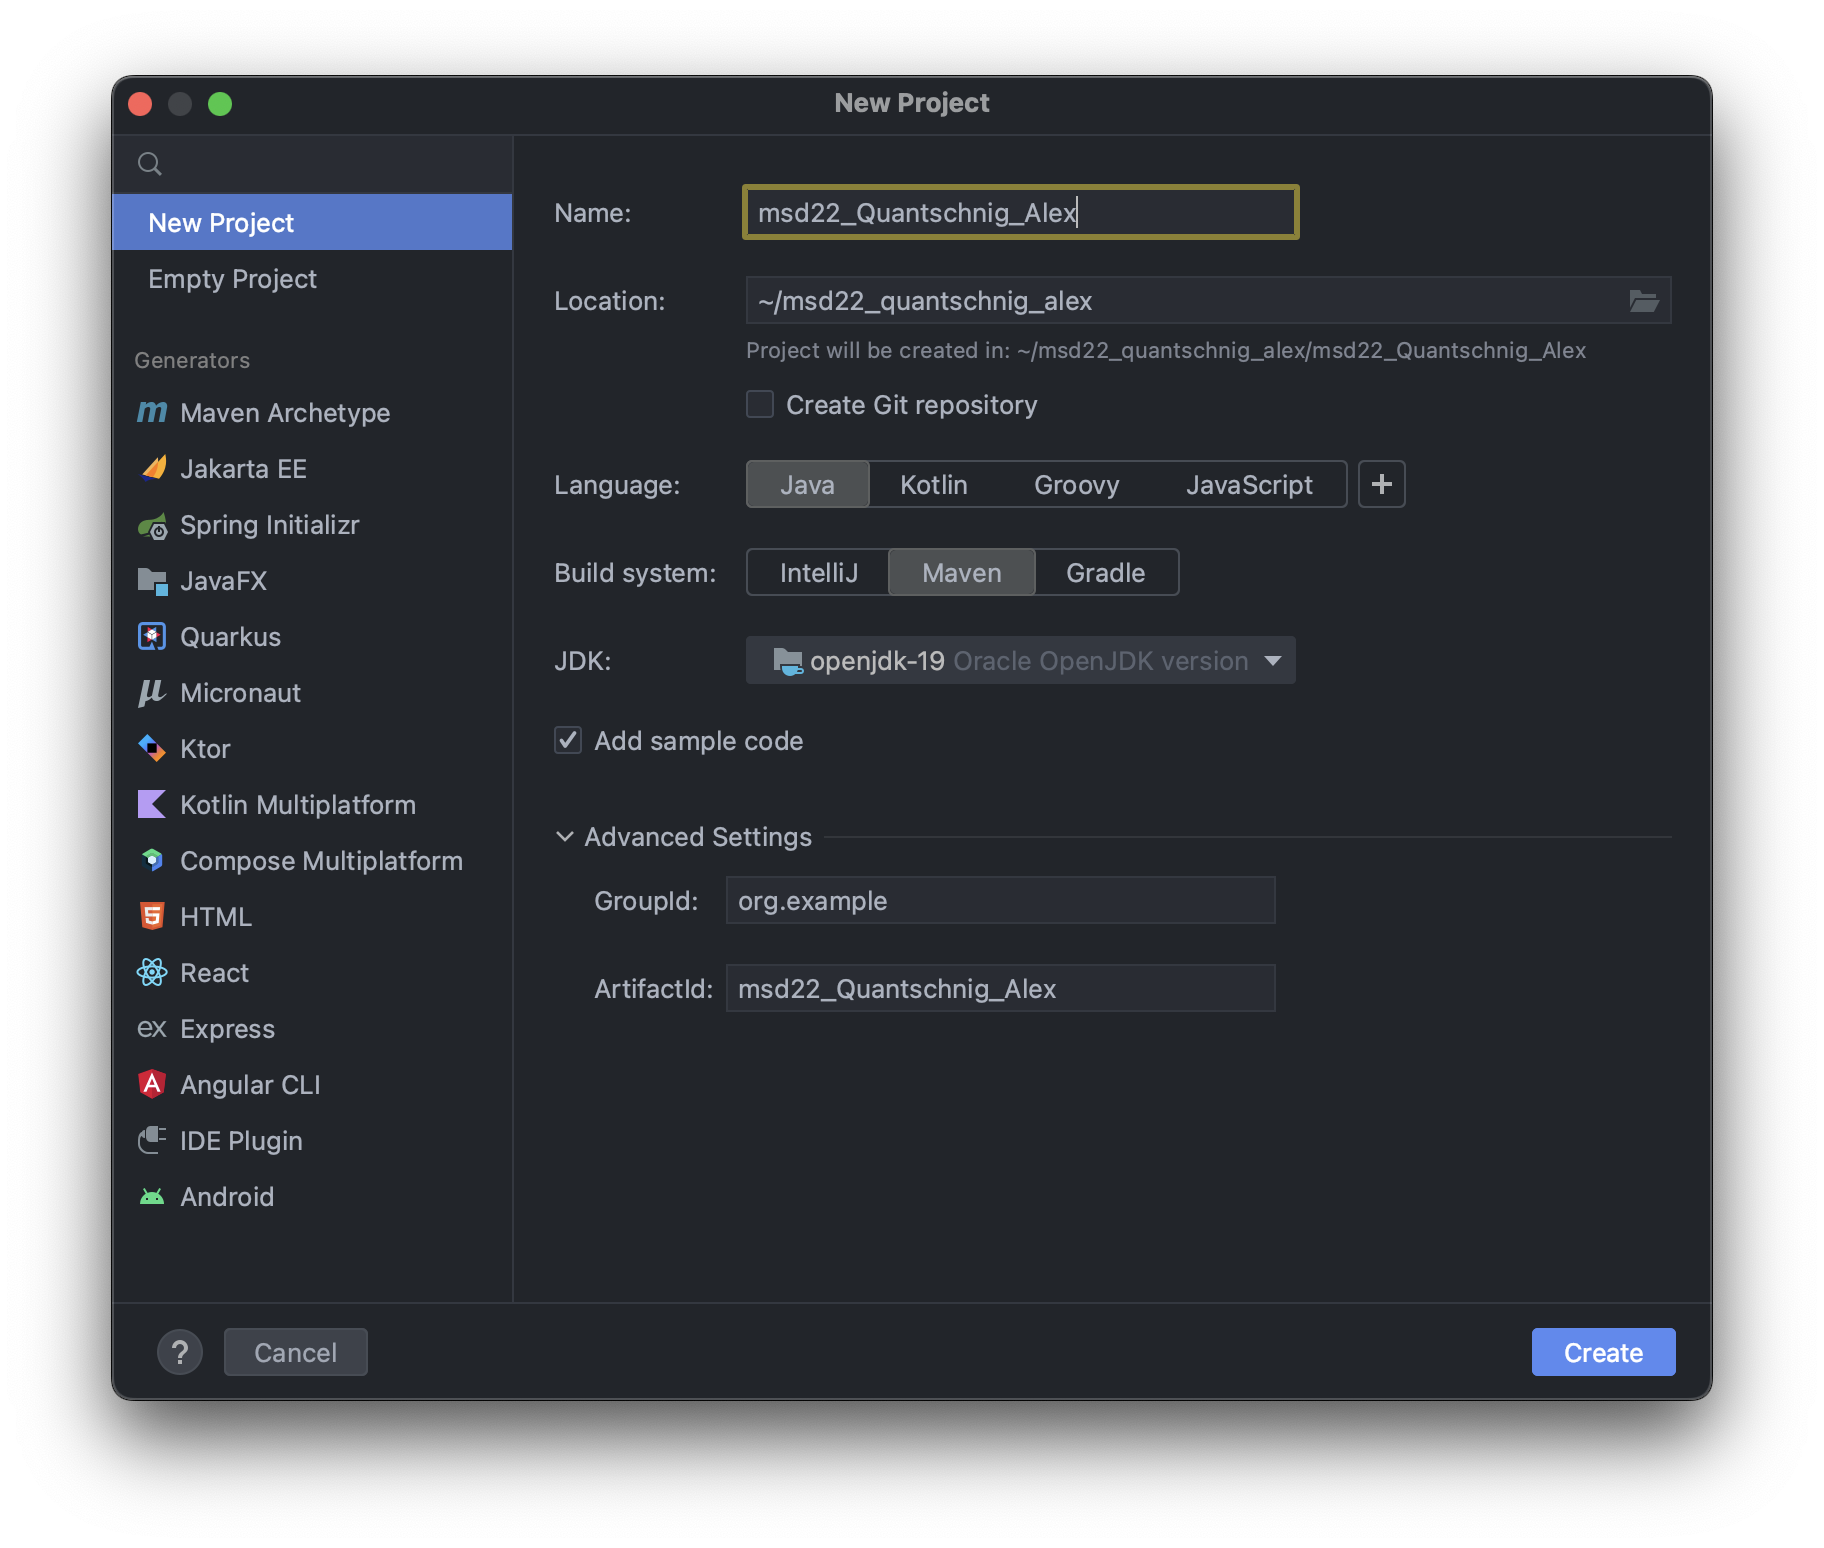 New Project
New Project
Empty Project
Generators
Maven Archetype
Jakarta EE
Spring Initializr
JavaFX
Quarkus
Micronaut
Ktor
Kotlin Multiplatform
Compose Multiplatform
HTML
React
ex Express
Angular CLI
IDE Plugin
Android
Name: msd22_Quantschnig_Alex
Location: ~/msd22_quantschnig_alex
Project will be created in: ~/msd22_quantschnig_alex/msd22_Quantschnig_Alex
Create Git repository
Language: Java Kotlin Groovy JavaScript +
Build system: IntelliJ Maven Gradle
JDK: openjdk-19 Oracle OpenJDK version
Add sample code
Advanced Settings
GroupId: org.example
ArtifactId: msd22_Quantschnig_Alex
? Cancel Create